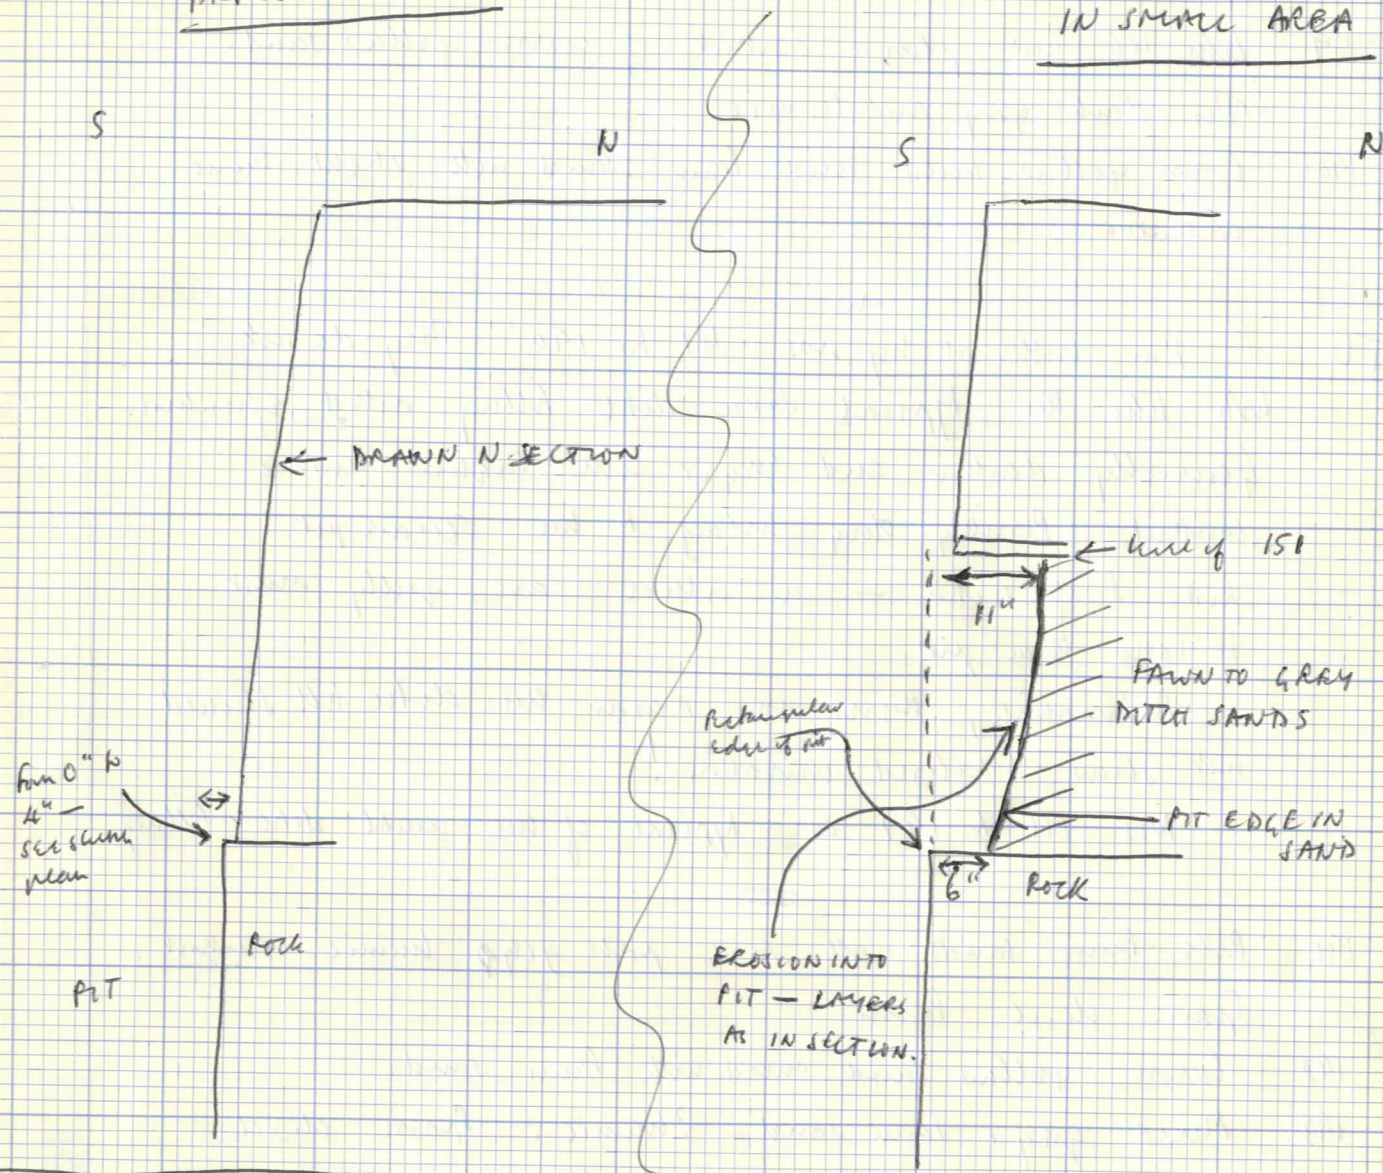 IN SMALL AREA
S
N
S
N
DRAWN N. SECTION
level of 151
11"
FAWN TO GREY
DITCH SANDS
Rectangular
Edge of pit
From 0" to
4" —
see sketch
plan
PIT EDGE IN
SAND
6"
ROCK
ROCK
PIT
EROSION INTO
PIT — LAYERS
AS IN SECTION.